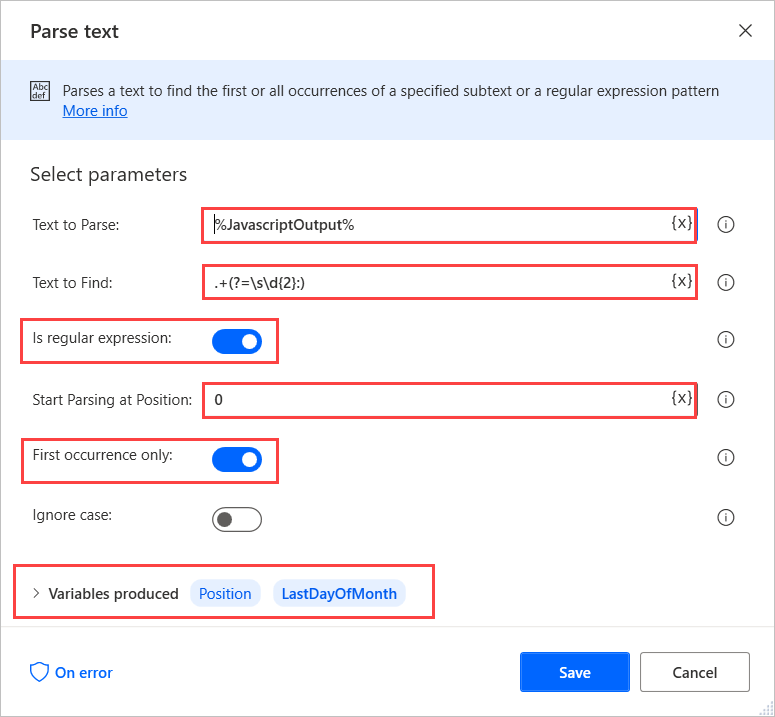 Parse text
Abc
def
Parses a text to find the first or all occurrences of a specified subtext or a regular expression pattern
More info
Select parameters
Text to Parse: %JavascriptOutput% {x}
Text to Find: .+(?=\s\d{2}:) {x}
Is regular expression:
Start Parsing at Position: 0 {x}
First occurrence only:
Ignore case:
Variables produced Position LastDayOfMonth
On error Save Cancel